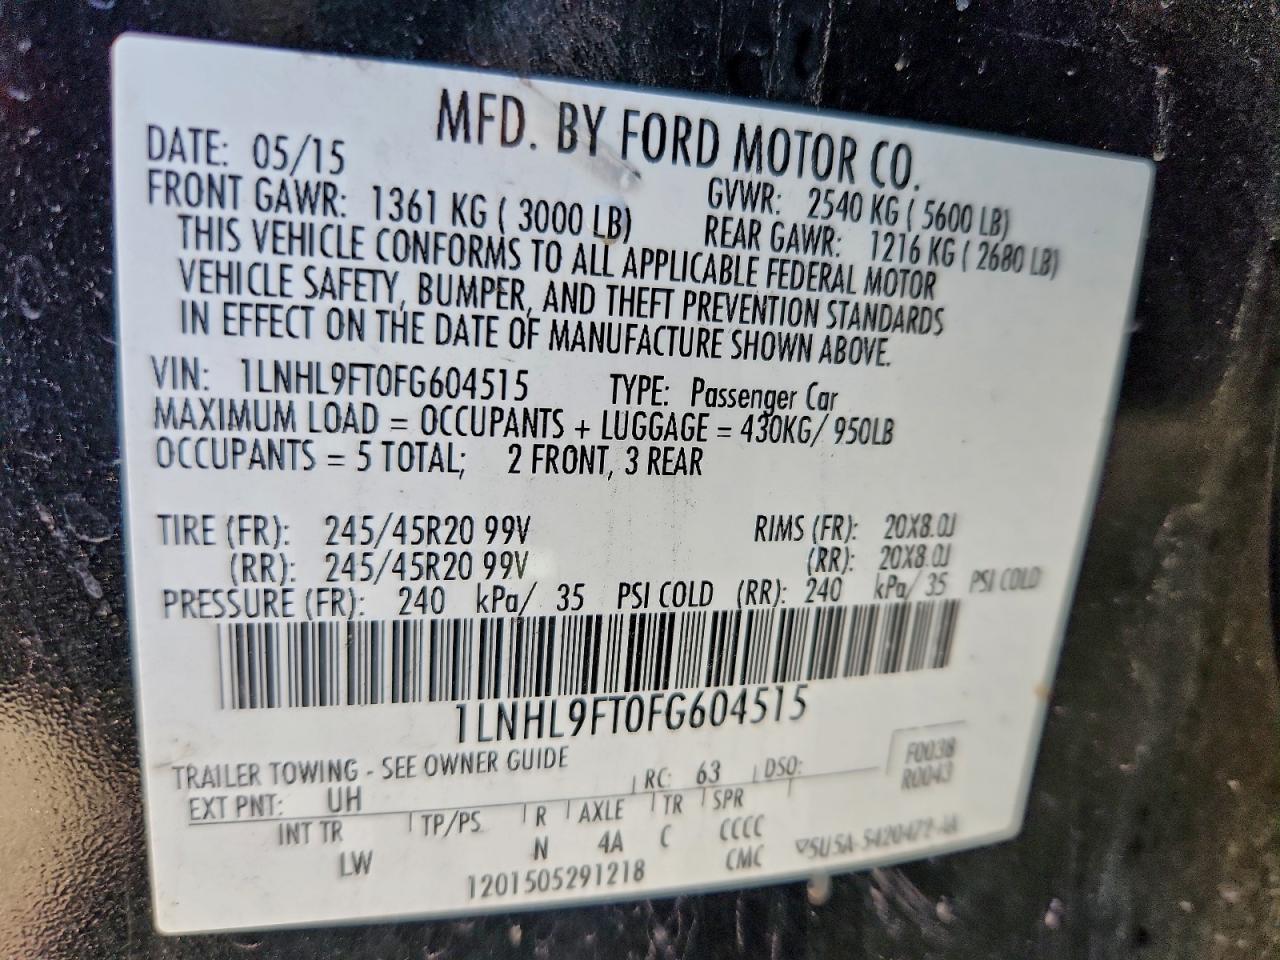 MFD. BY FORD MOTOR CO.
DATE: 05/15 GVWR: 2540 KG ( 5600 LB)
FRONT GAWR: 1361 KG ( 3000 LB) REAR GAWR: 1216 KG ( 2680 LB)
THIS VEHICLE CONFORMS TO ALL APPLICABLE FEDERAL MOTOR
VEHICLE SAFETY, BUMPER, AND THEFT PREVENTION STANDARDS
IN EFFECT ON THE DATE OF MANUFACTURE SHOWN ABOVE.
VIN: 1LNHL9FT0FG604515 TYPE: Passenger Car
MAXIMUM LOAD = OCCUPANTS + LUGGAGE = 430KG/ 950LB
OCCUPANTS = 5 TOTAL; 2 FRONT, 3 REAR
TIRE (FR): 245/45R20 99V RIMS (FR): 20X8.0J
(RR): 245/45R20 99V (RR): 20X8.0J
PRESSURE (FR): 240 kPa/ 35 PSI COLD (RR): 240 kPa/ 35 PSI COLD
1LNHL9FT0FG604515
TRAILER TOWING - SEE OWNER GUIDE F0038
EXT PNT: UH RC: 63 DSO: R0043
INT TR TP/PS R AXLE TR SPR
LW N 4A C CCCC
1201505291218 CMC